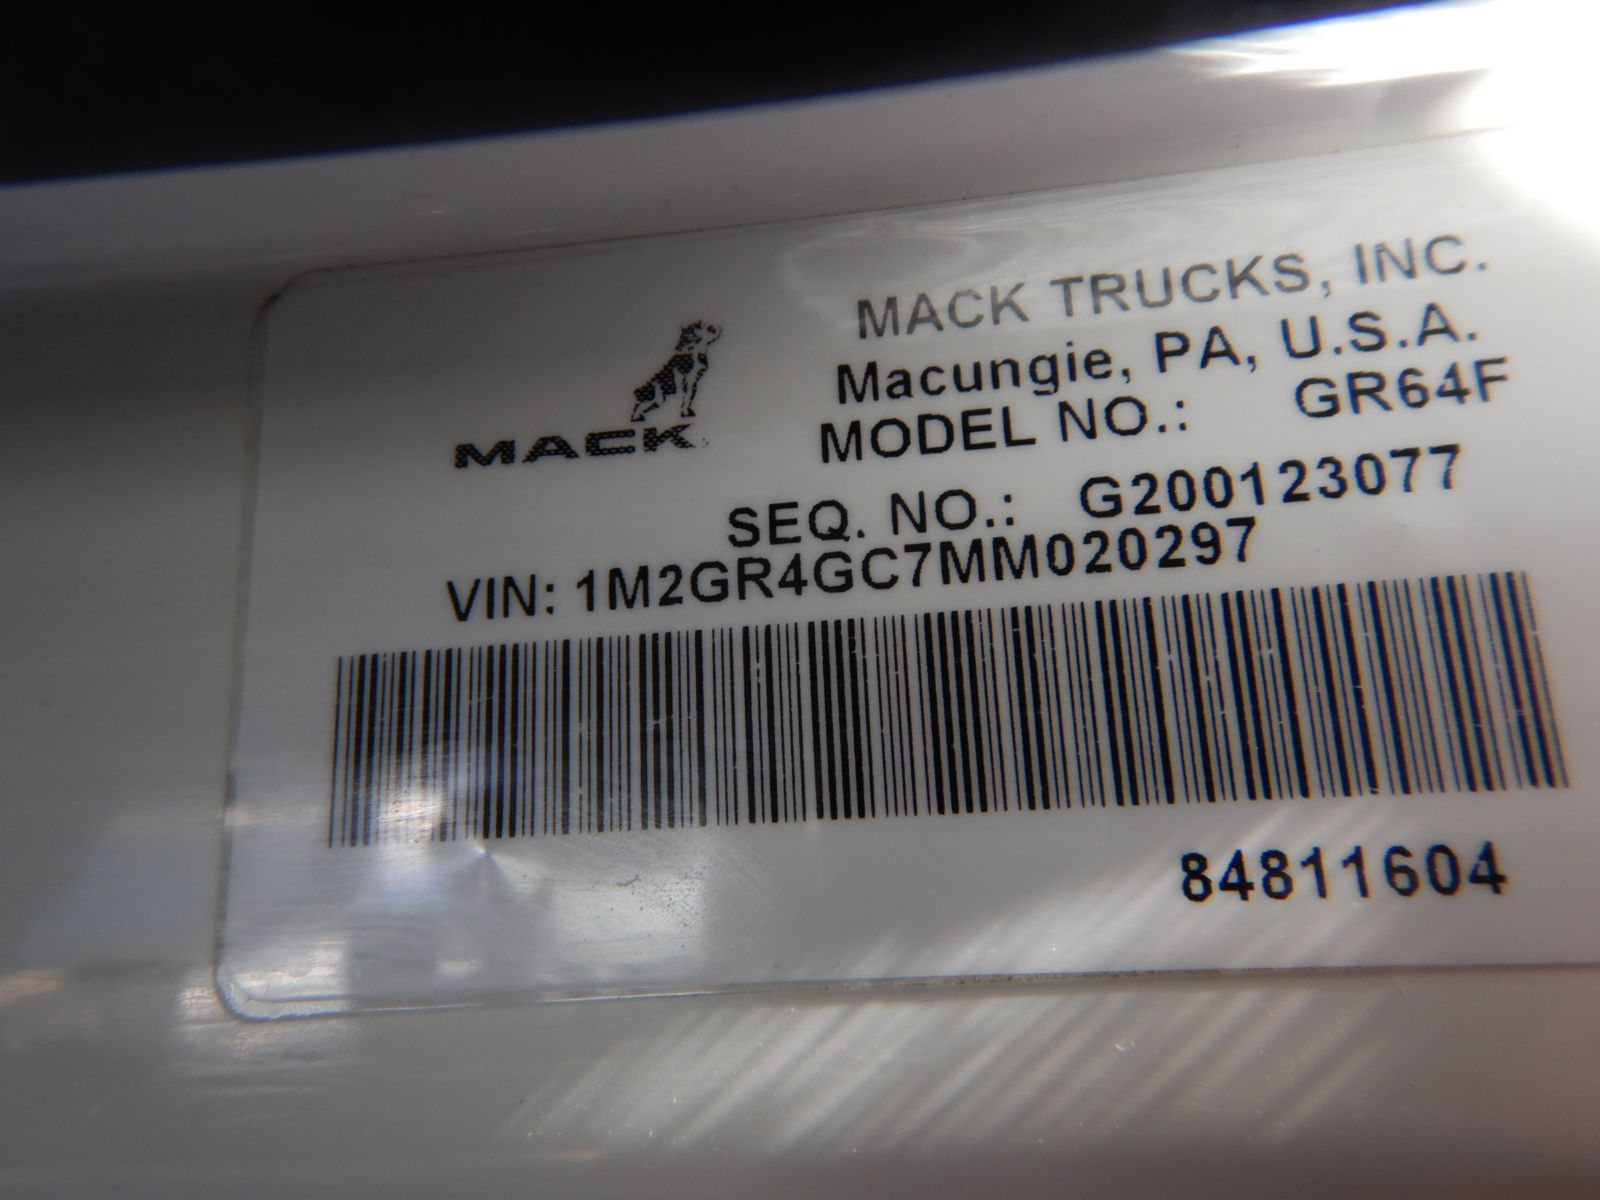 MACK TRUCKS, INC.
Macungie, PA, U.S.A.
MACK
MODEL NO.: GR64F
SEQ. NO.: G200123077
VIN: 1M2GR4GC7MM020297
84811604